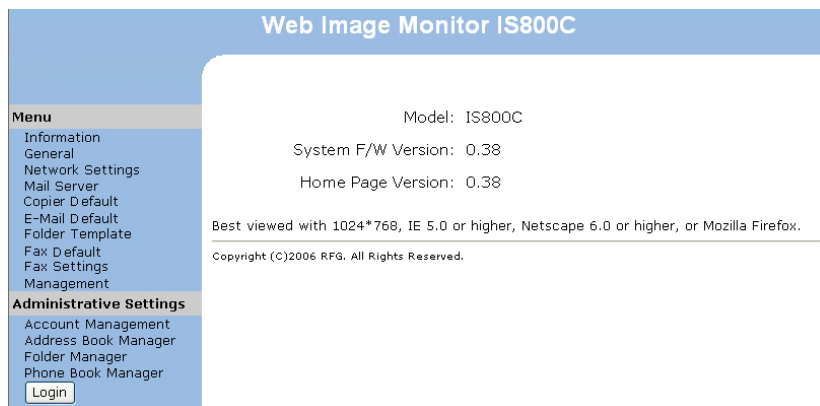 Web Image Monitor IS800C
Menu
Information
General
Network Settings
Mail Server
Copier Default
E-Mail Default
Folder Template
Fax Default
Fax Settings
Management
Administrative Settings
Account Management
Address Book Manager
Folder Manager
Phone Book Manager
Login
Model: IS800C
System F/W Version: 0.38
Home Page Version: 0.38
Best viewed with 1024*768, IE 5.0 or higher, Netscape 6.0 or higher, or Mozilla Firefox.
Copyright (C)2006 RFG. All Rights Reserved.